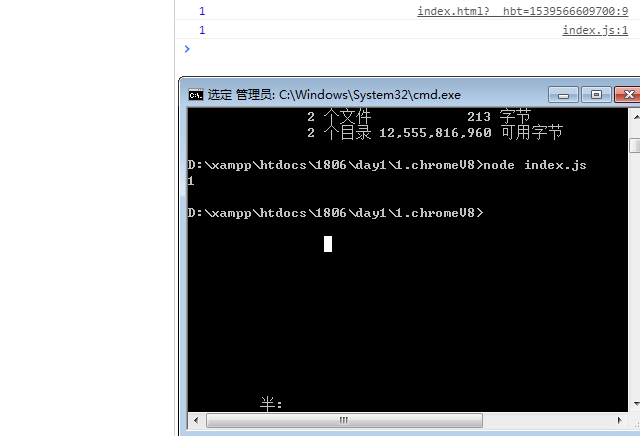 1 index.html?__hbt=1539566609700:9
1 index.js:1
>
选定 管理员: C:\Windows\System32\cmd.exe
2 个文件 213 字节
2 个目录 12,555,816,960 可用字节
D:\xampp\htdocs\1806\day1\1.chromeV8>node index.js
1
D:\xampp\htdocs\1806\day1\1.chromeV8>
半: